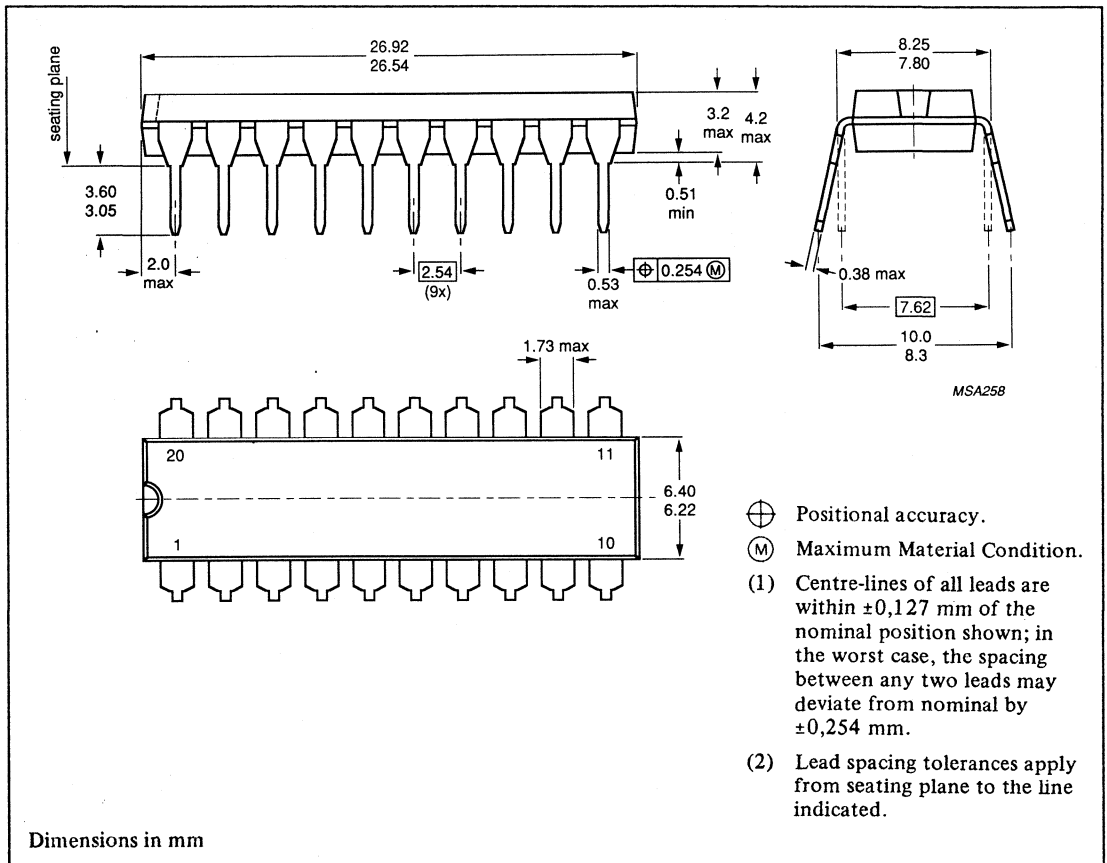 26.92
26.54
8.25
7.80
seating plane
3.2
max
4.2
max
3.60
3.05
0.51
min
2.0
max
2.54
(9x)
0.53
max
⌖ 0.254 Ⓜ
0.38 max
7.62
10.0
8.3
1.73 max
MSA258
20
11
6.40
6.22
1
10
Positional accuracy.
Ⓜ Maximum Material Condition.
(1) Centre-lines of all leads are
within ±0,127 mm of the
nominal position shown; in
the worst case, the spacing
between any two leads may
deviate from nominal by
±0,254 mm.
(2) Lead spacing tolerances apply
from seating plane to the line
indicated.
Dimensions in mm